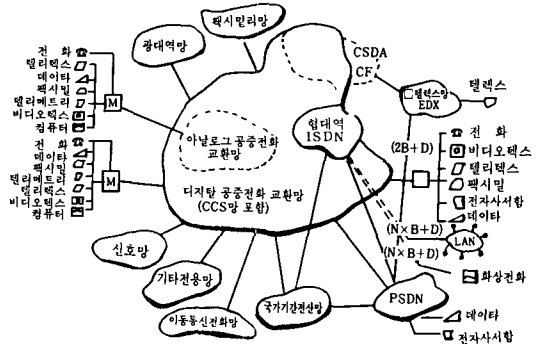 팩시밀리망
광대역망
CSDA
CF
전 화
텔리텍스
데이타
팩시밀
텔리메트리
비디오텍스
컴퓨터
M
텔렉스망
EDX
텔렉스
협대역
ISDN
아날로그 공중전화
교환망
(2B+D)
전 화
비디오텍스
텔리텍스
팩시밀
전자사서함
데이타
전 화
데이타
팩시밀
텔리메트리
텔리텍스
비디오텍스
컴퓨터
M
디지탈 공중전화 교환망
(CCS망 포함)
(N×B+D)
LAN
(N×B+D)
화상전화
신호망
기타전용망
이동통신전화망
국가기간전산망
PSDN
데이타
전자사서함